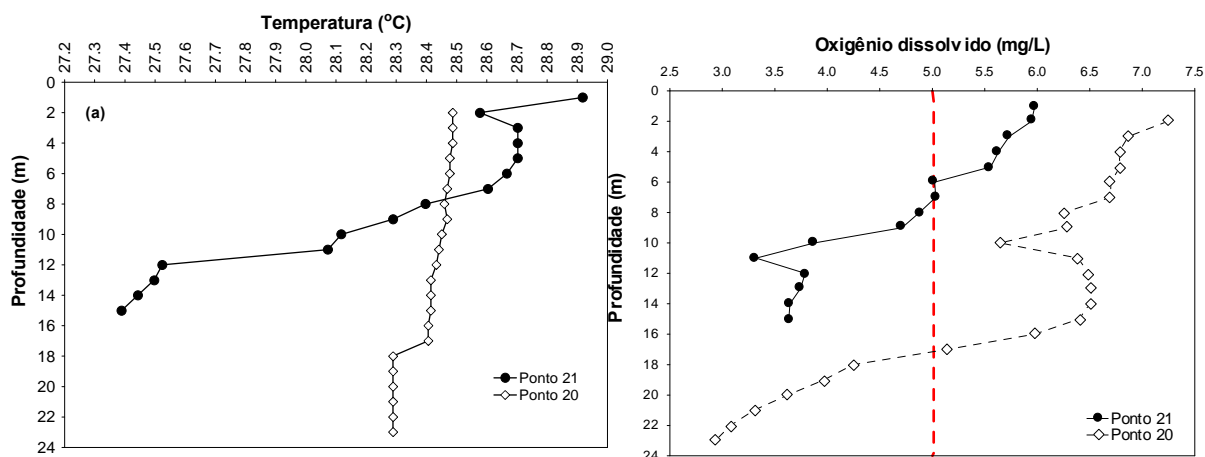 Temperatura (°C)
27.2 27.3 27.4 27.5 27.6 27.7 27.8 27.9 28.0 28.1 28.2 28.3 28.4 28.5 28.6 28.7 28.8 28.9 29.0
0
2
4
6
8
10
12
14
16
18
20
22
24
Profundidade (m)
(a)
Ponto 21
Ponto 20
Oxigênio dissolvido (mg/L)
2.5 3.0 3.5 4.0 4.5 5.0 5.5 6.0 6.5 7.0 7.5
0
2
4
6
8
10
12
14
16
18
20
22
24
Profundidade (m)
Ponto 21
Ponto 20